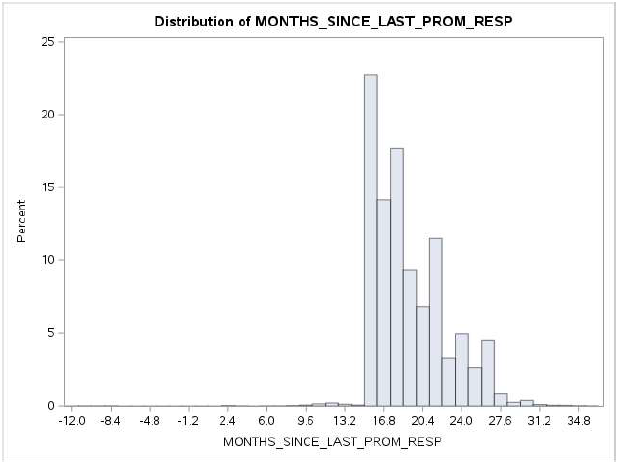 Distribution of MONTHS_SINCE_LAST_PROM_RESP
25
20
15
10
5
0
Percent
-12.0 -8.4 -4.8 -1.2 2.4 6.0 9.5 13.2 16.8 20.4 24.0 27.6 31.2 34.8
MONTHS_SINCE_LAST_PROM_RESP